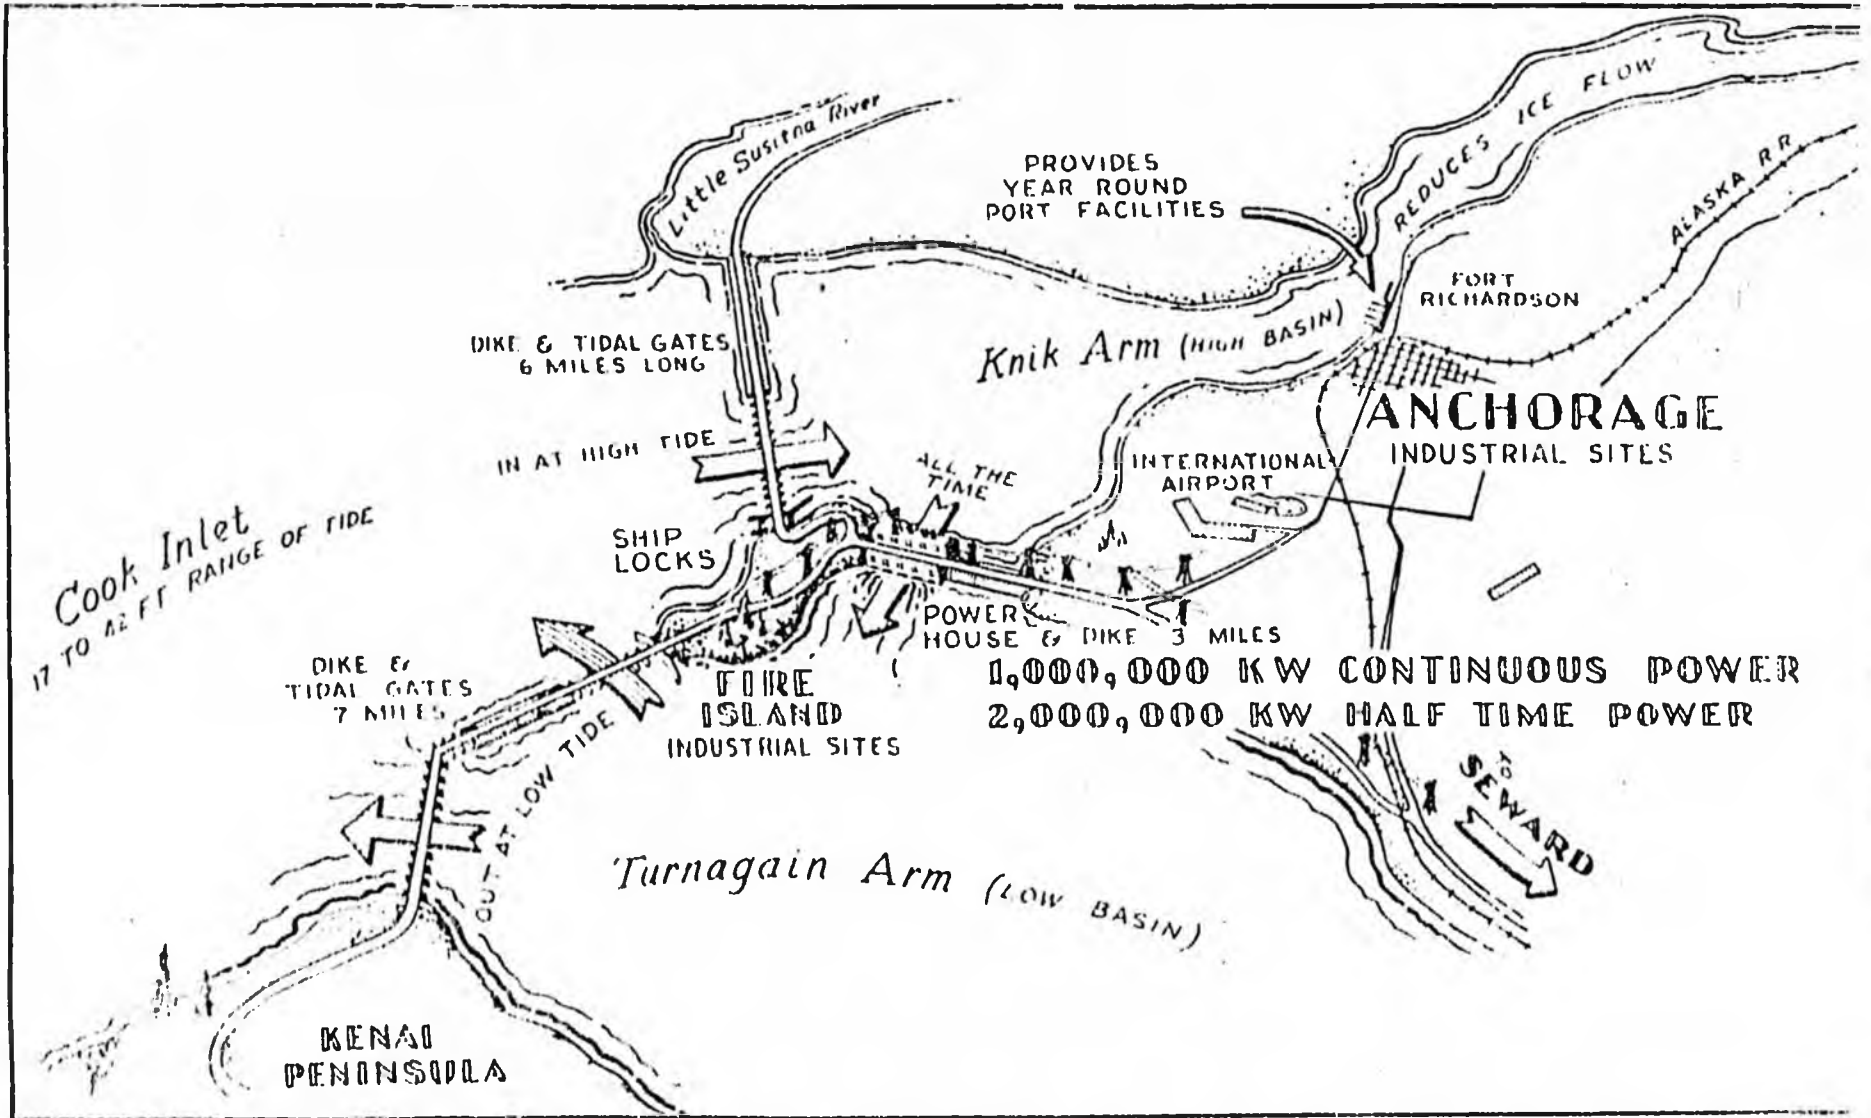 Little Susitna River
PROVIDES
YEAR ROUND
PORT FACILITIES
REDUCES ICE FLOW
ALASKA RR
FORT
RICHARDSON
DIKE & TIDAL GATES
6 MILES LONG
Knik Arm (HIGH BASIN)
ANCHORAGE
INDUSTRIAL SITES
IN AT HIGH TIDE
ALL THE
TIME
INTERNATIONAL
AIRPORT
Cook Inlet
17 TO 42 FT RANGE OF TIDE
SHIP
LOCKS
POWER
HOUSE & DIKE 3 MILES
DIKE &
TIDAL GATES
7 MILES
FIRE
ISLAND
INDUSTRIAL SITES
1,000,000 KW CONTINUOUS POWER
2,000,000 KW HALF TIME POWER
OUT AT LOW TIDE
TO
SEWARD
Turnagain Arm (LOW BASIN)
KENAI
PENINSULA